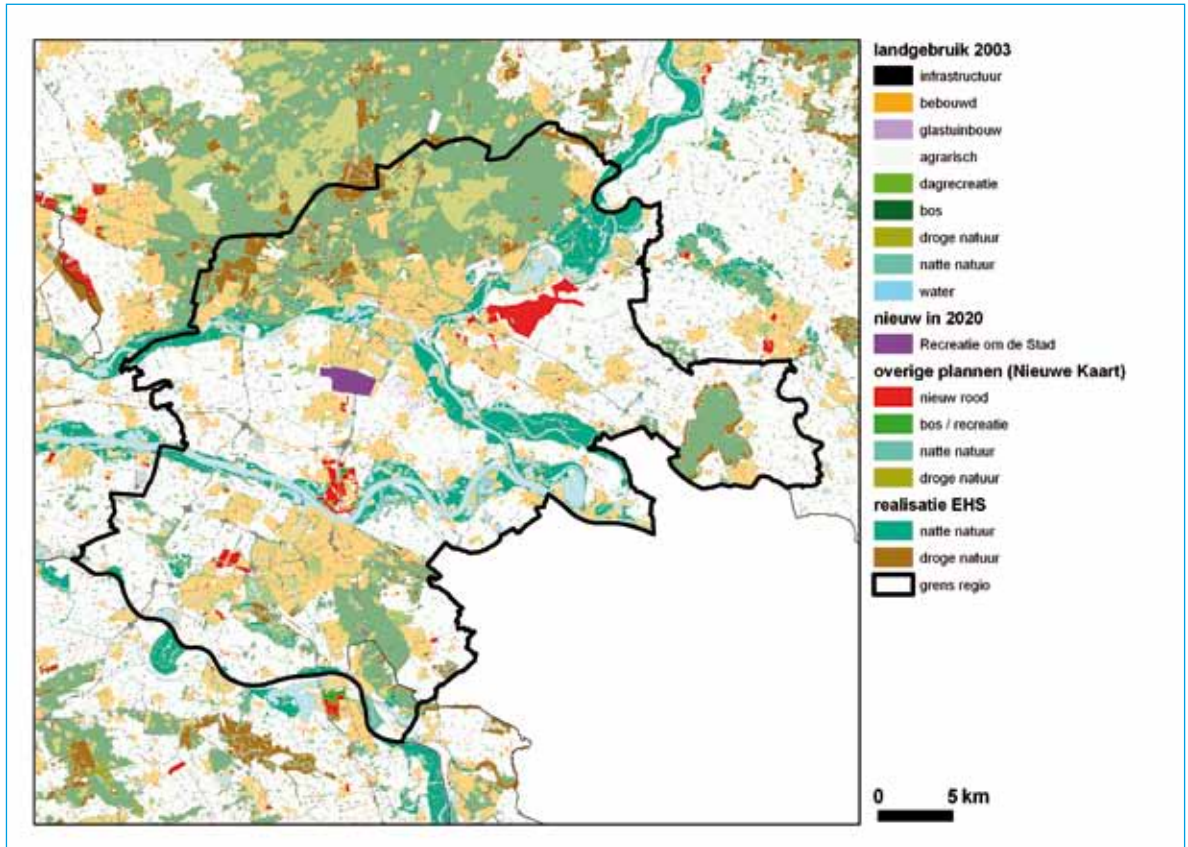 landgebruik 2003
infrastructuur
bebouwd
glastuinbouw
agrarisch
dagrecreatie
bos
droge natuur
natte natuur
water
nieuw in 2020
Recreatie om de Stad
overige plannen (Nieuwe Kaart)
nieuw rood
bos / recreatie
natte natuur
droge natuur
realisatie EHS
natte natuur
droge natuur
grens regio
0 5 km